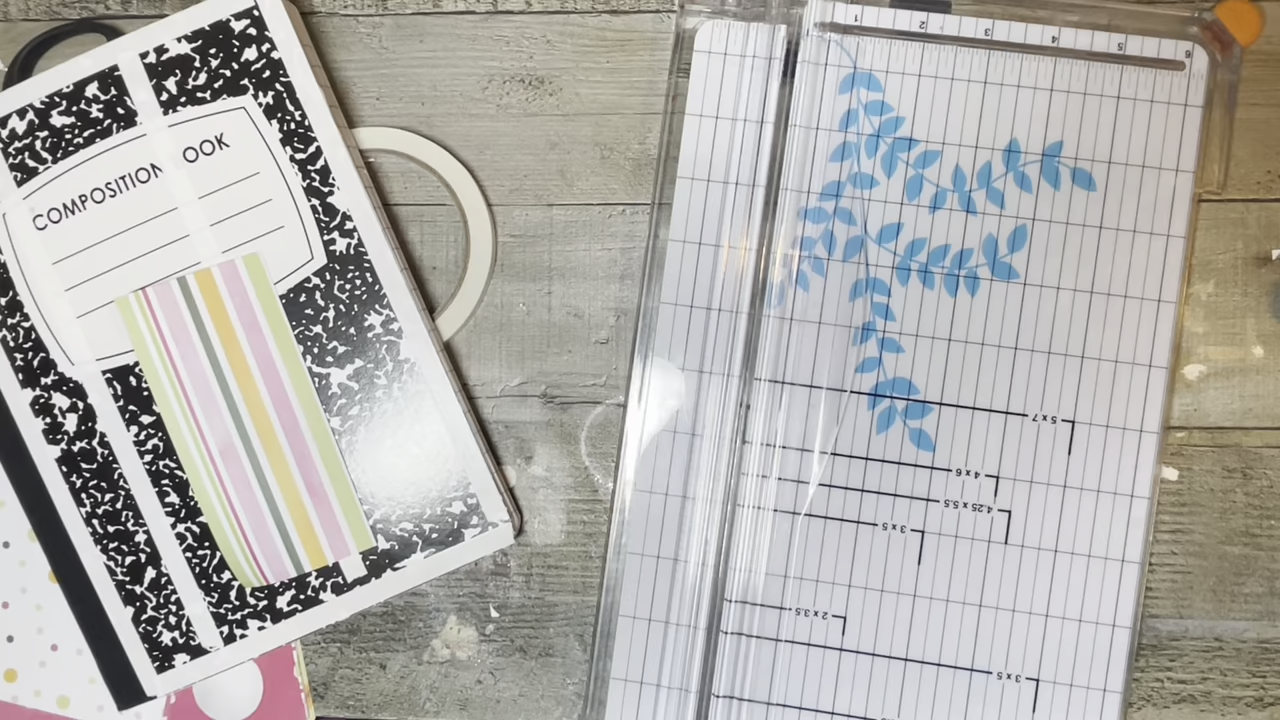 COMPOSITION OOK
1 2 3 4 5 6
5 x 7
4 x 6
4.25 x 5.5
3 x 5
2 x 3.5
3 x 5